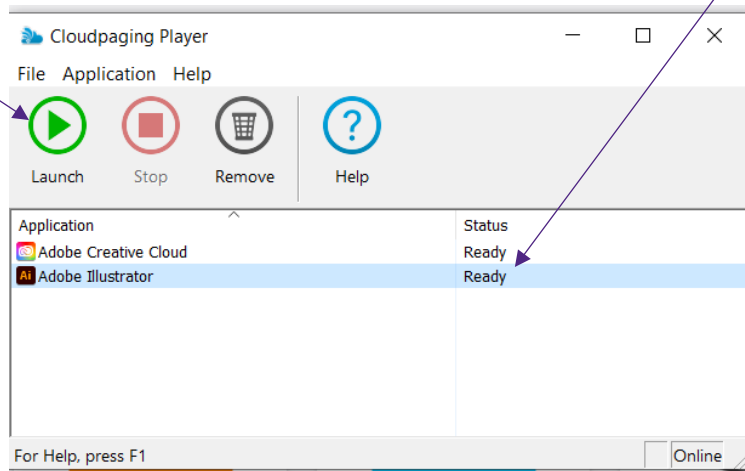 Cloudpaging Player
File Application Help
Launch Stop Remove Help
Application Status
Adobe Creative Cloud Ready
Ai Adobe Illustrator Ready
For Help, press F1 Online